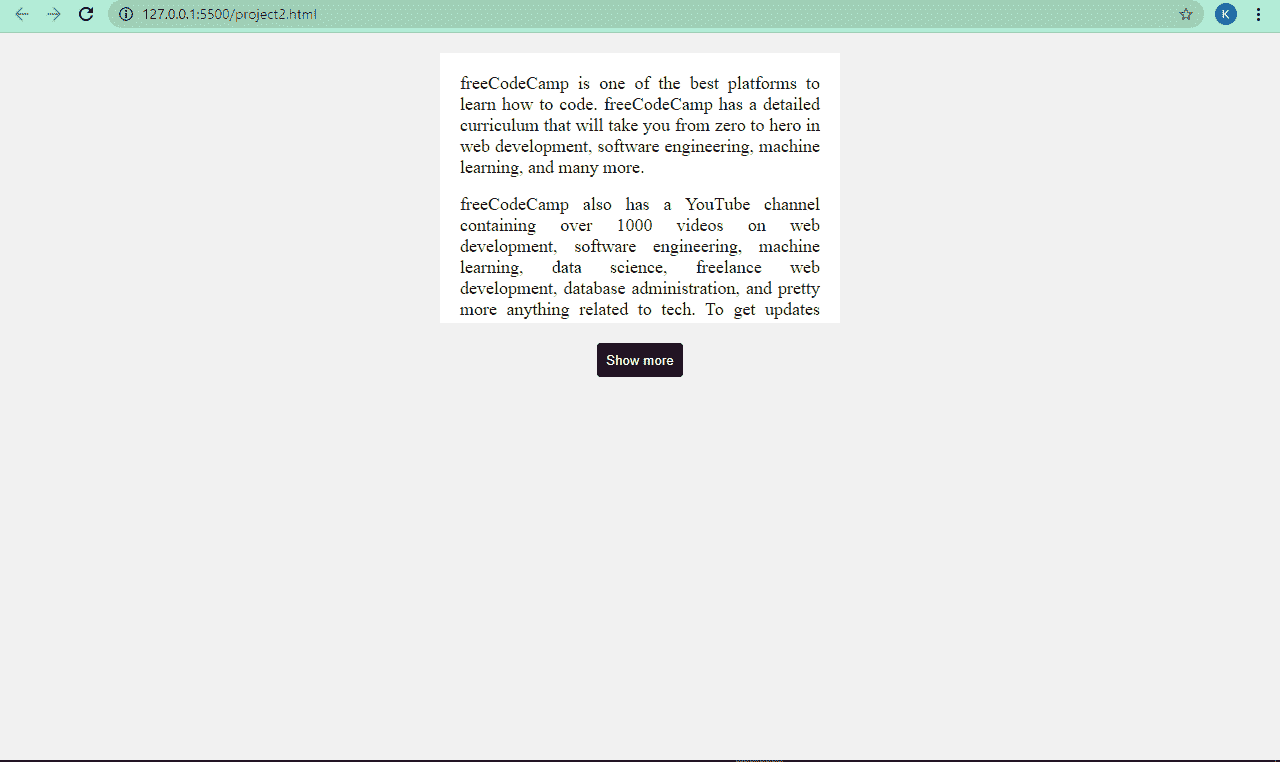 127.0.0.1:5500/project2.html
K
freeCodeCamp is one of the best platforms to
learn how to code. freeCodeCamp has a detailed
curriculum that will take you from zero to hero in
web development, software engineering, machine
learning, and many more.
freeCodeCamp also has a YouTube channel
containing over 1000 videos on web
development, software engineering, machine
learning, data science, freelance web
development, database administration, and pretty
more anything related to tech. To get updates
Show more